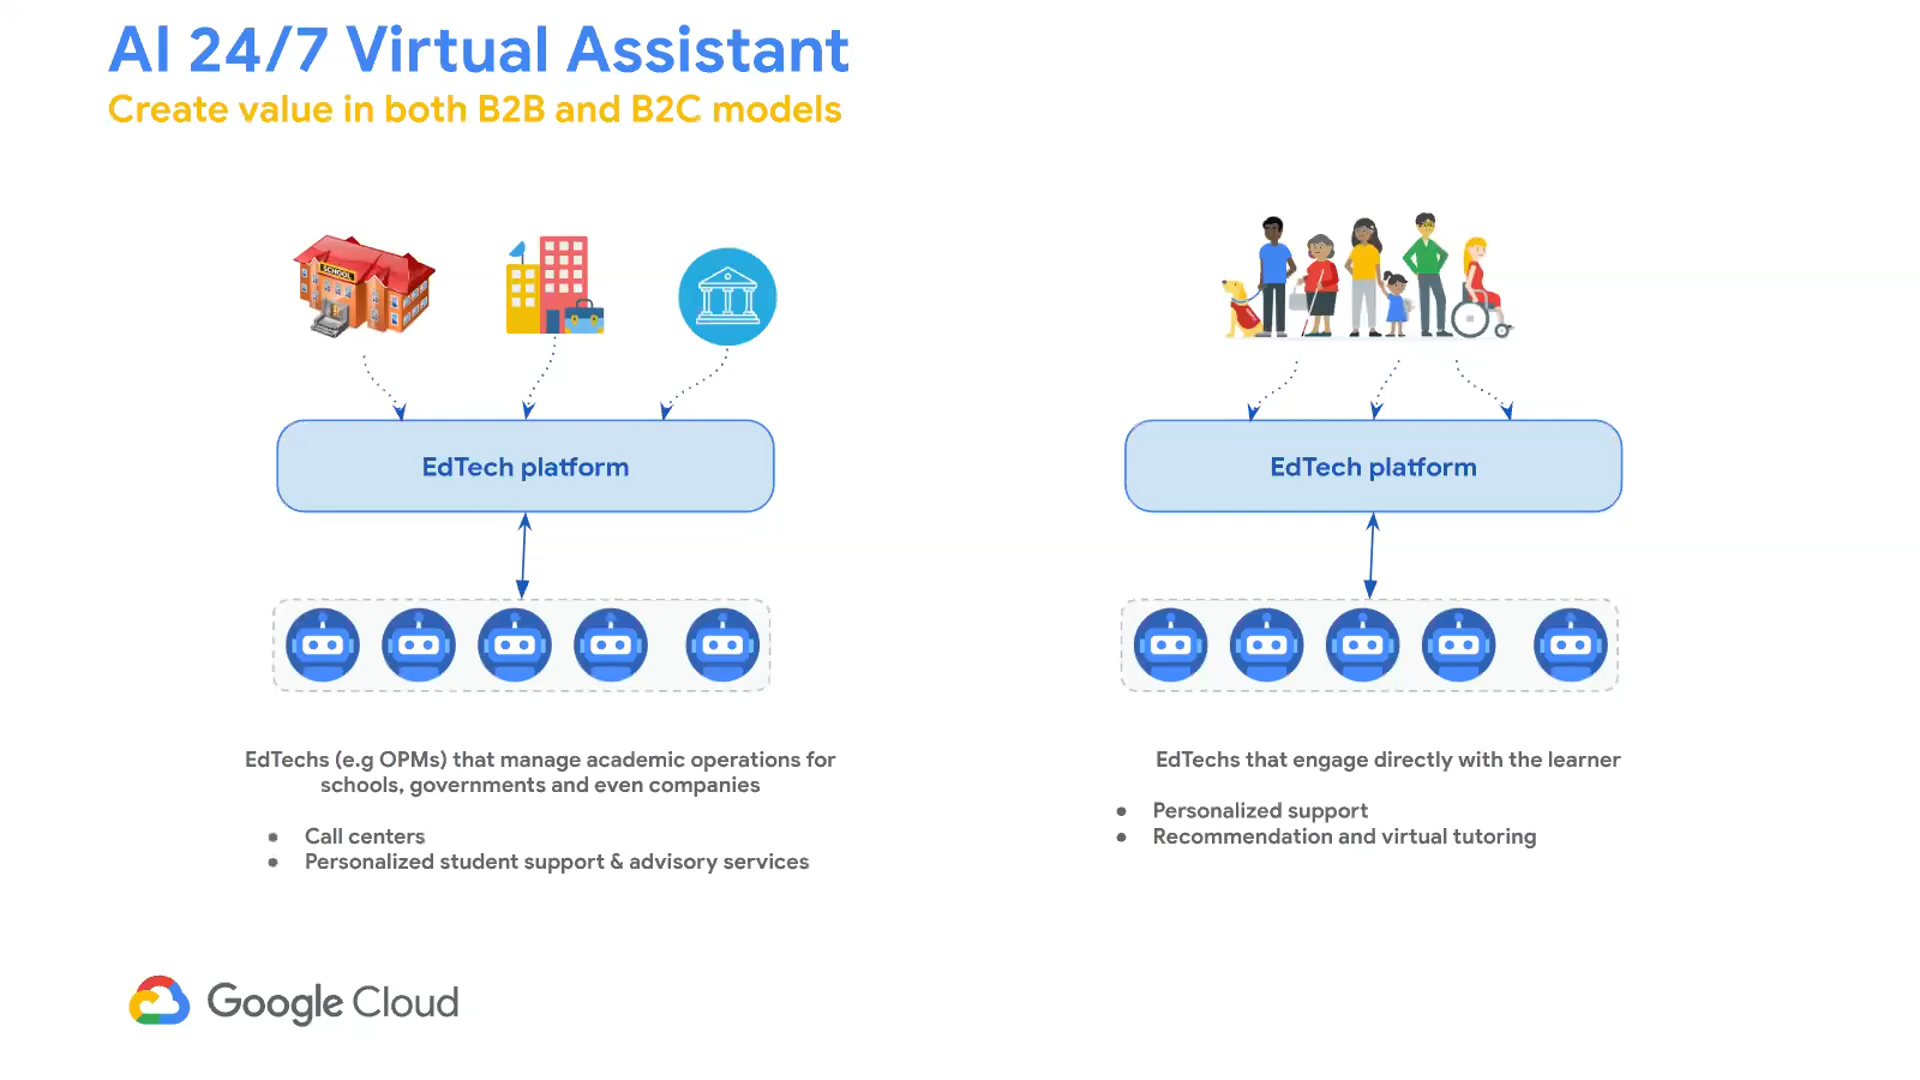 AI 24/7 Virtual Assistant
Create value in both B2B and B2C models
SCHOOL
EdTech platform
EdTechs (e.g OPMs) that manage academic operations for
schools, governments and even companies
Call centers
Personalized student support & advisory services
EdTech platform
EdTechs that engage directly with the learner
Personalized support
Recommendation and virtual tutoring
Google Cloud